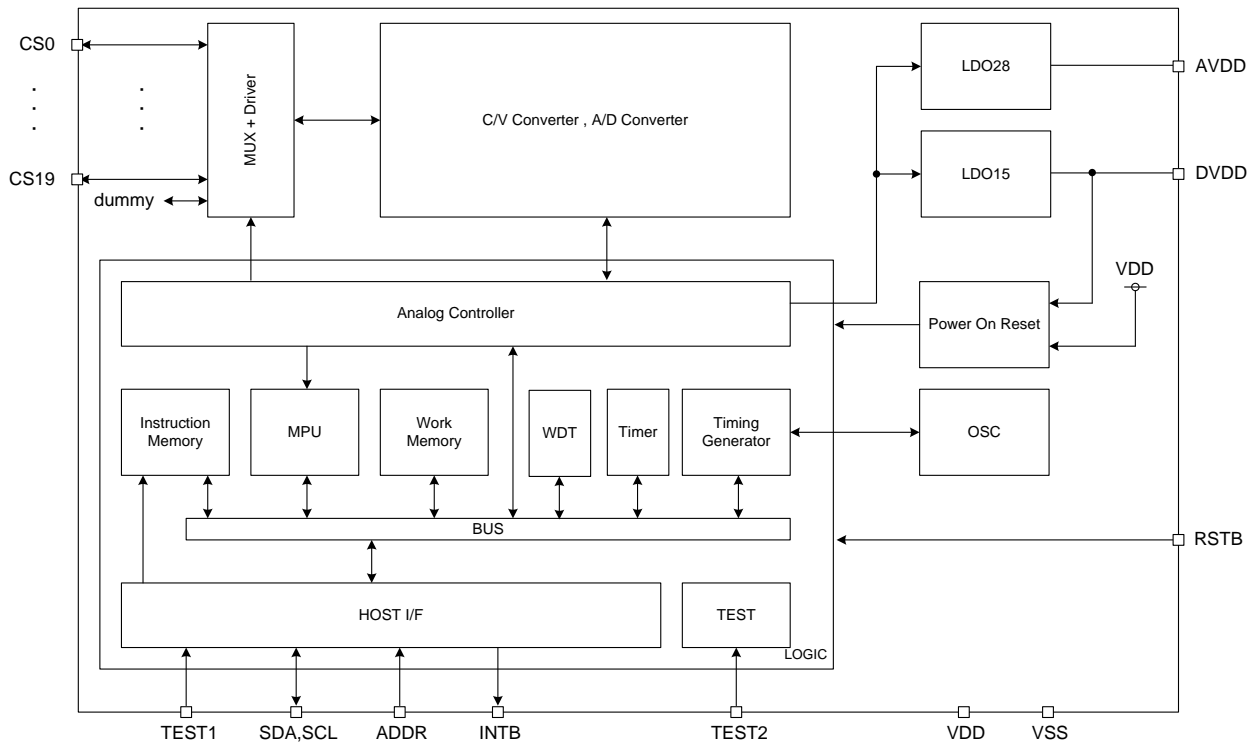 CS0
CS19
dummy
MUX + Driver
C/V Converter , A/D Converter
LDO28
AVDD
LDO15
DVDD
VDD
Power On Reset
Analog Controller
Instruction
Memory
MPU
Work
Memory
WDT
Timer
Timing
Generator
OSC
BUS
RSTB
HOST I/F
TEST
LOGIC
TEST1
SDA,SCL
ADDR
INTB
TEST2
VDD
VSS